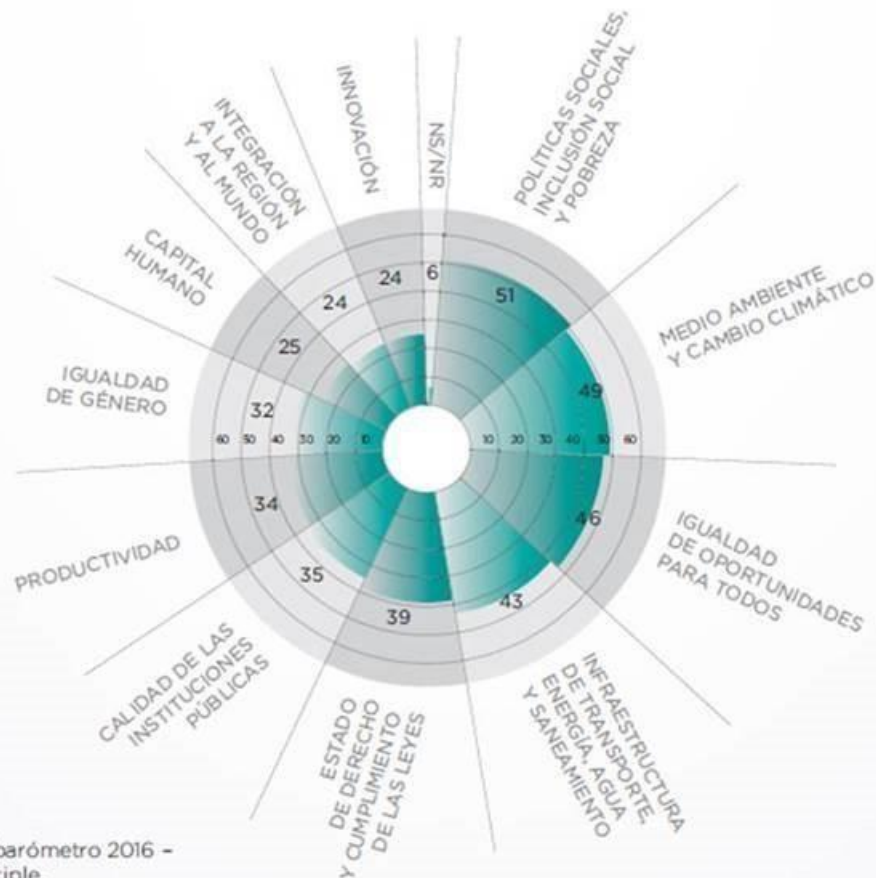 NS/NR
POLÍTICAS SOCIALES,
INCLUSIÓN SOCIAL
Y POBREZA
MEDIO AMBIENTE
Y CAMBIO CLIMÁTICO
IGUALDAD
DE OPORTUNIDADES
PARA TODOS
INFRAESTRUCTURA
DE TRANSPORTE,
ENERGÍA, AGUA
Y SANEAMIENTO
ESTADO
DE DERECHO
Y CUMPLIMIENTO
DE LAS LEYES
CALIDAD DE LAS
INSTITUCIONES
PÚBLICAS
PRODUCTIVIDAD
IGUALDAD
DE GÉNERO
CAPITAL
HUMANO
INTEGRACIÓN
A LA REGIÓN
Y AL MUNDO
INNOVACIÓN
6
51
49
46
43
39
35
34
32
25
24
24
60 50 40 30 20 10
10 20 30 40 50 60
barómetro 2016 –